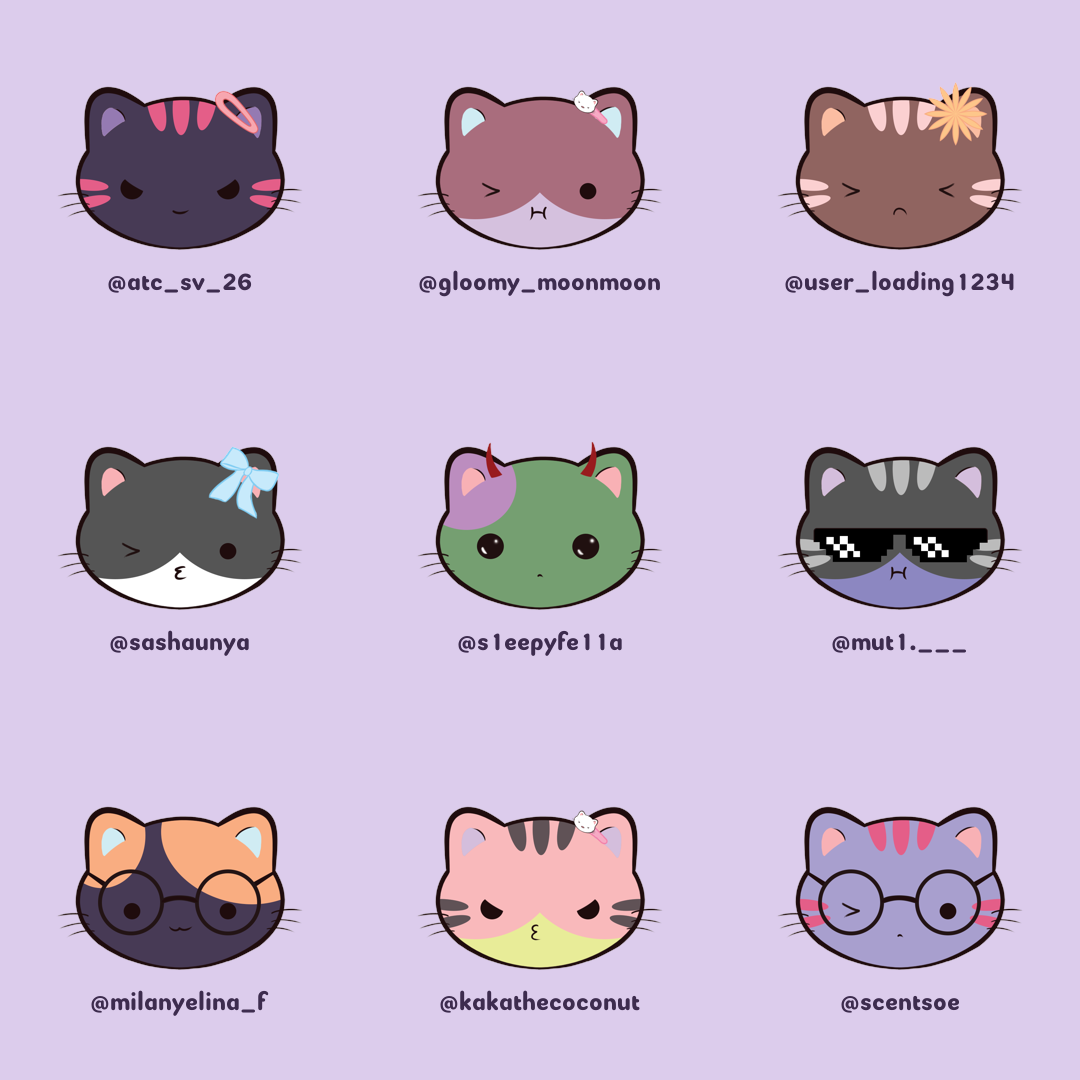 @atc_sv_26
@gloomy_moonmoon
@user_loading1234
@sashaunya
@s1eepyfe11a
@mut1.___
@milanyelina_f
@kakathecoconut
@scentsoe